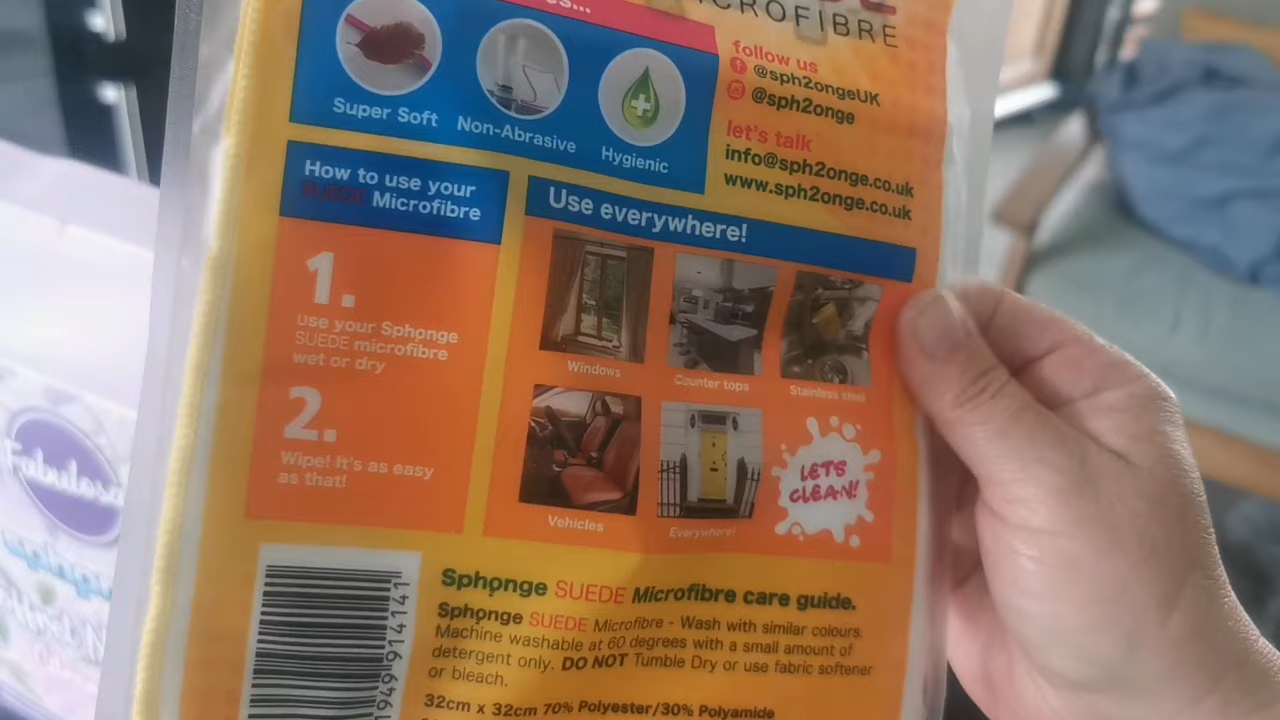 MICROFIBRE
follow us
@sph2ongeUK
@sph2onge
let's talk
info@sph2onge.co.uk
www.sph2onge.co.uk
Super Soft
Non-Abrasive
Hygienic
How to use your
SUEDE Microfibre
1.
Use your Sphonge
SUEDE microfibre
wet or dry
2.
Wipe! It's as easy
as that!
Use everywhere!
Windows
Counter tops
Stainless steel
Vehicles
Everywhere!
LET'S
CLEAN!
Sphonge SUEDE Microfibre care guide.
Sphonge SUEDE Microfibre - Wash with similar colours.
Machine washable at 60 degrees with a small amount of
detergent only. DO NOT Tumble Dry or use fabric softener
or bleach.
32cm x 32cm 70% Polyester/30% Polyamide
Fabulosa